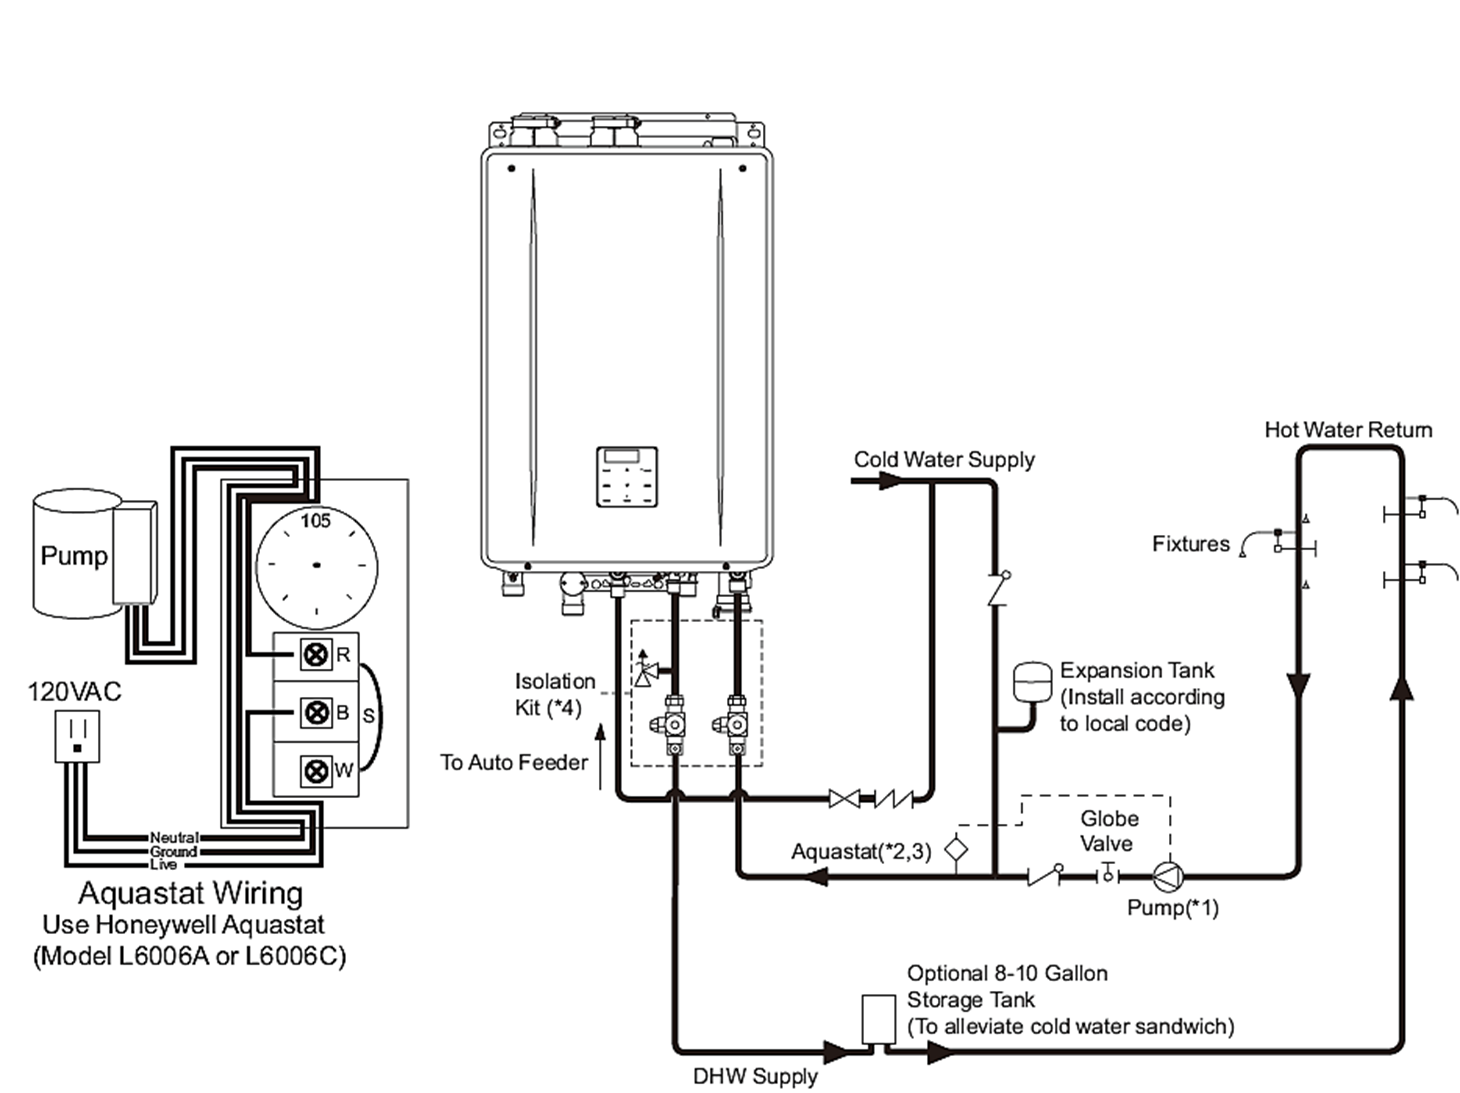 Hot Water Return
Cold Water Supply
105
Fixtures
Pump
R
Expansion Tank
(Install according
to local code)
Isolation
Kit (*4)
120VAC
B
S
To Auto Feeder
W
Globe
Valve
Neutral
Ground
Live
Aquastat(*2,3)
Pump(*1)
Aquastat Wiring
Use Honeywell Aquastat
(Model L6006A or L6006C)
Optional 8-10 Gallon
Storage Tank
(To alleviate cold water sandwich)
DHW Supply